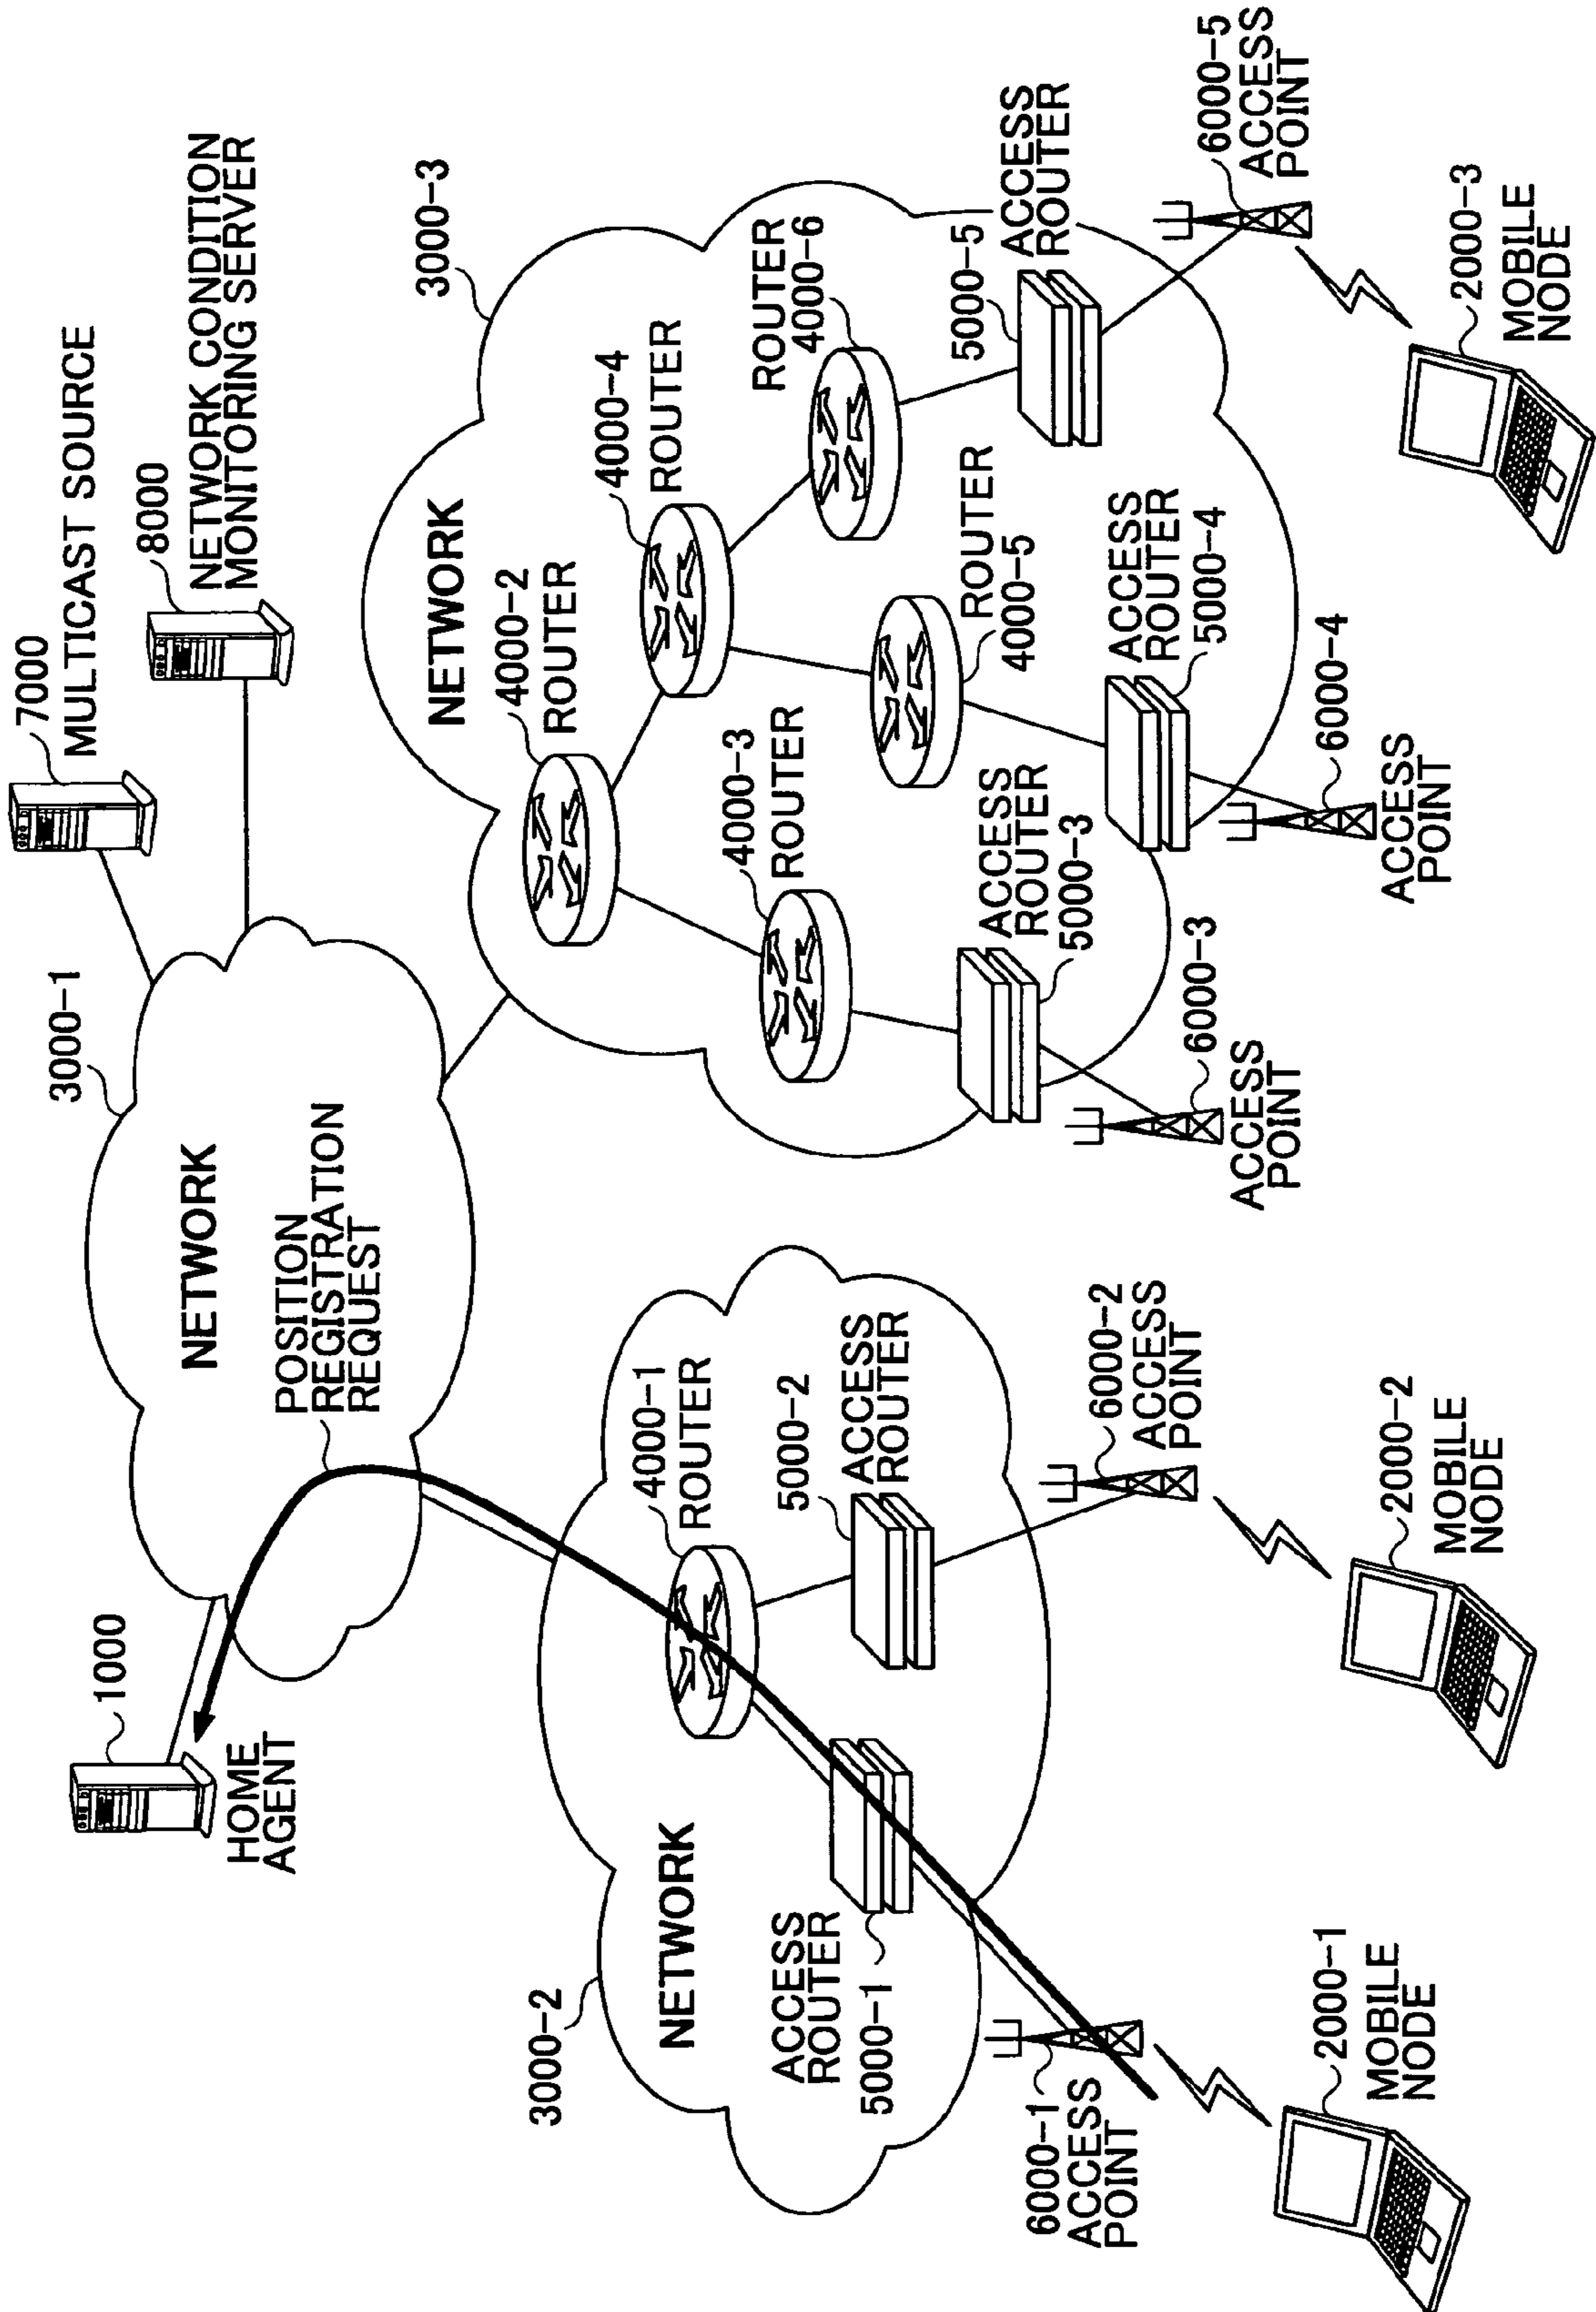 7000
MULTICAST SOURCE
8000
NETWORK CONDITION
MONITORING SERVER
1000
HOME
AGENT
3000-1
NETWORK
POSITION
REGISTRATION
REQUEST
3000-3
NETWORK
4000-2
ROUTER
4000-4
ROUTER
ROUTER
4000-6
4000-3
ROUTER
ROUTER
4000-5
5000-5
ACCESS
ROUTER
ACCESS
ROUTER
5000-3
ACCESS
ROUTER
5000-4
6000-3
ACCESS
POINT
6000-4
ACCESS
POINT
6000-5
ACCESS
POINT
2000-3
MOBILE
NODE
3000-2
NETWORK
4000-1
ROUTER
ACCESS
ROUTER
5000-1
5000-2
ACCESS
ROUTER
6000-1
ACCESS
POINT
6000-2
ACCESS
POINT
2000-1
MOBILE
NODE
2000-2
MOBILE
NODE